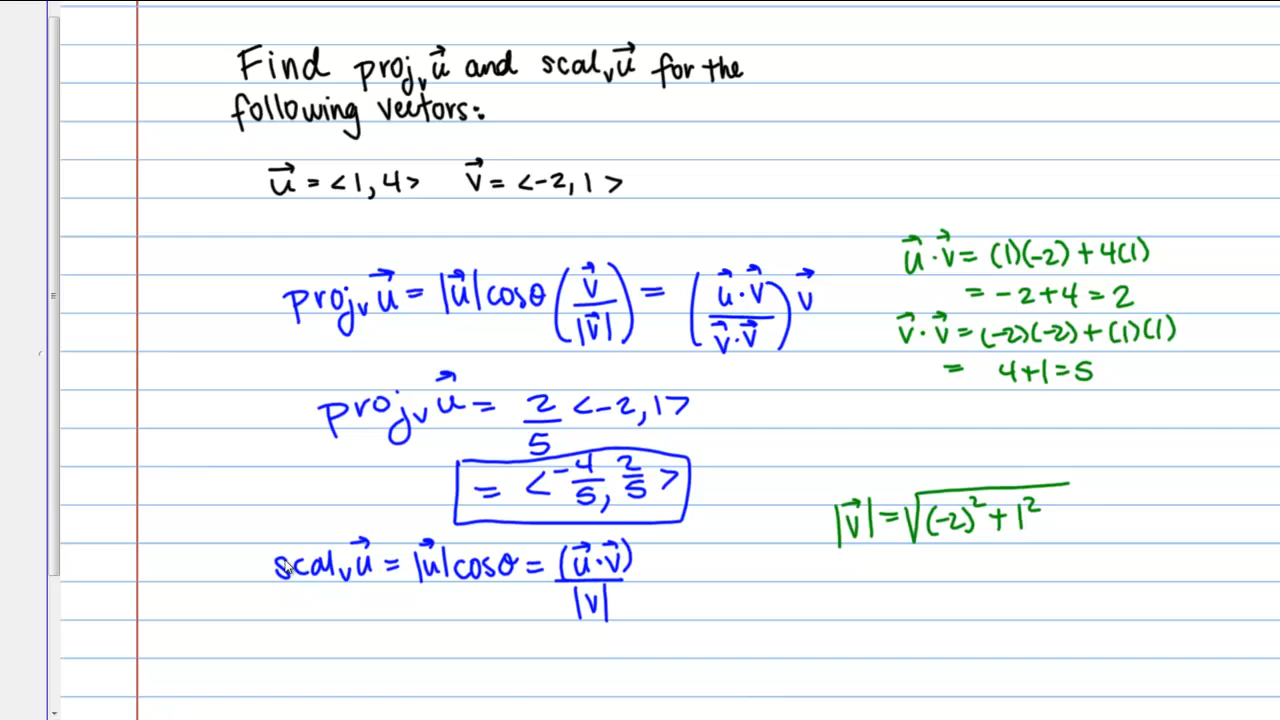 Find proj_v u⃗ and scal_v u⃗ for the
following vectors:
u⃗ = <1,4> v⃗ = <-2,1>
proj_v u⃗ = |u⃗| cosθ (v⃗/|v⃗|) = (u⃗·v⃗/v⃗·v⃗) v⃗
u⃗·v⃗ = (1)(-2) + 4(1)
= -2+4 = 2
v⃗·v⃗ = (-2)(-2) + (1)(1)
= 4+1 = 5
proj_v u⃗ = 2/5 <-2,1>
= <-4/5, 2/5>
|v⃗| = √((-2)² + 1²)
scal_v u⃗ = |u⃗| cosθ = (u⃗·v⃗)/|v|